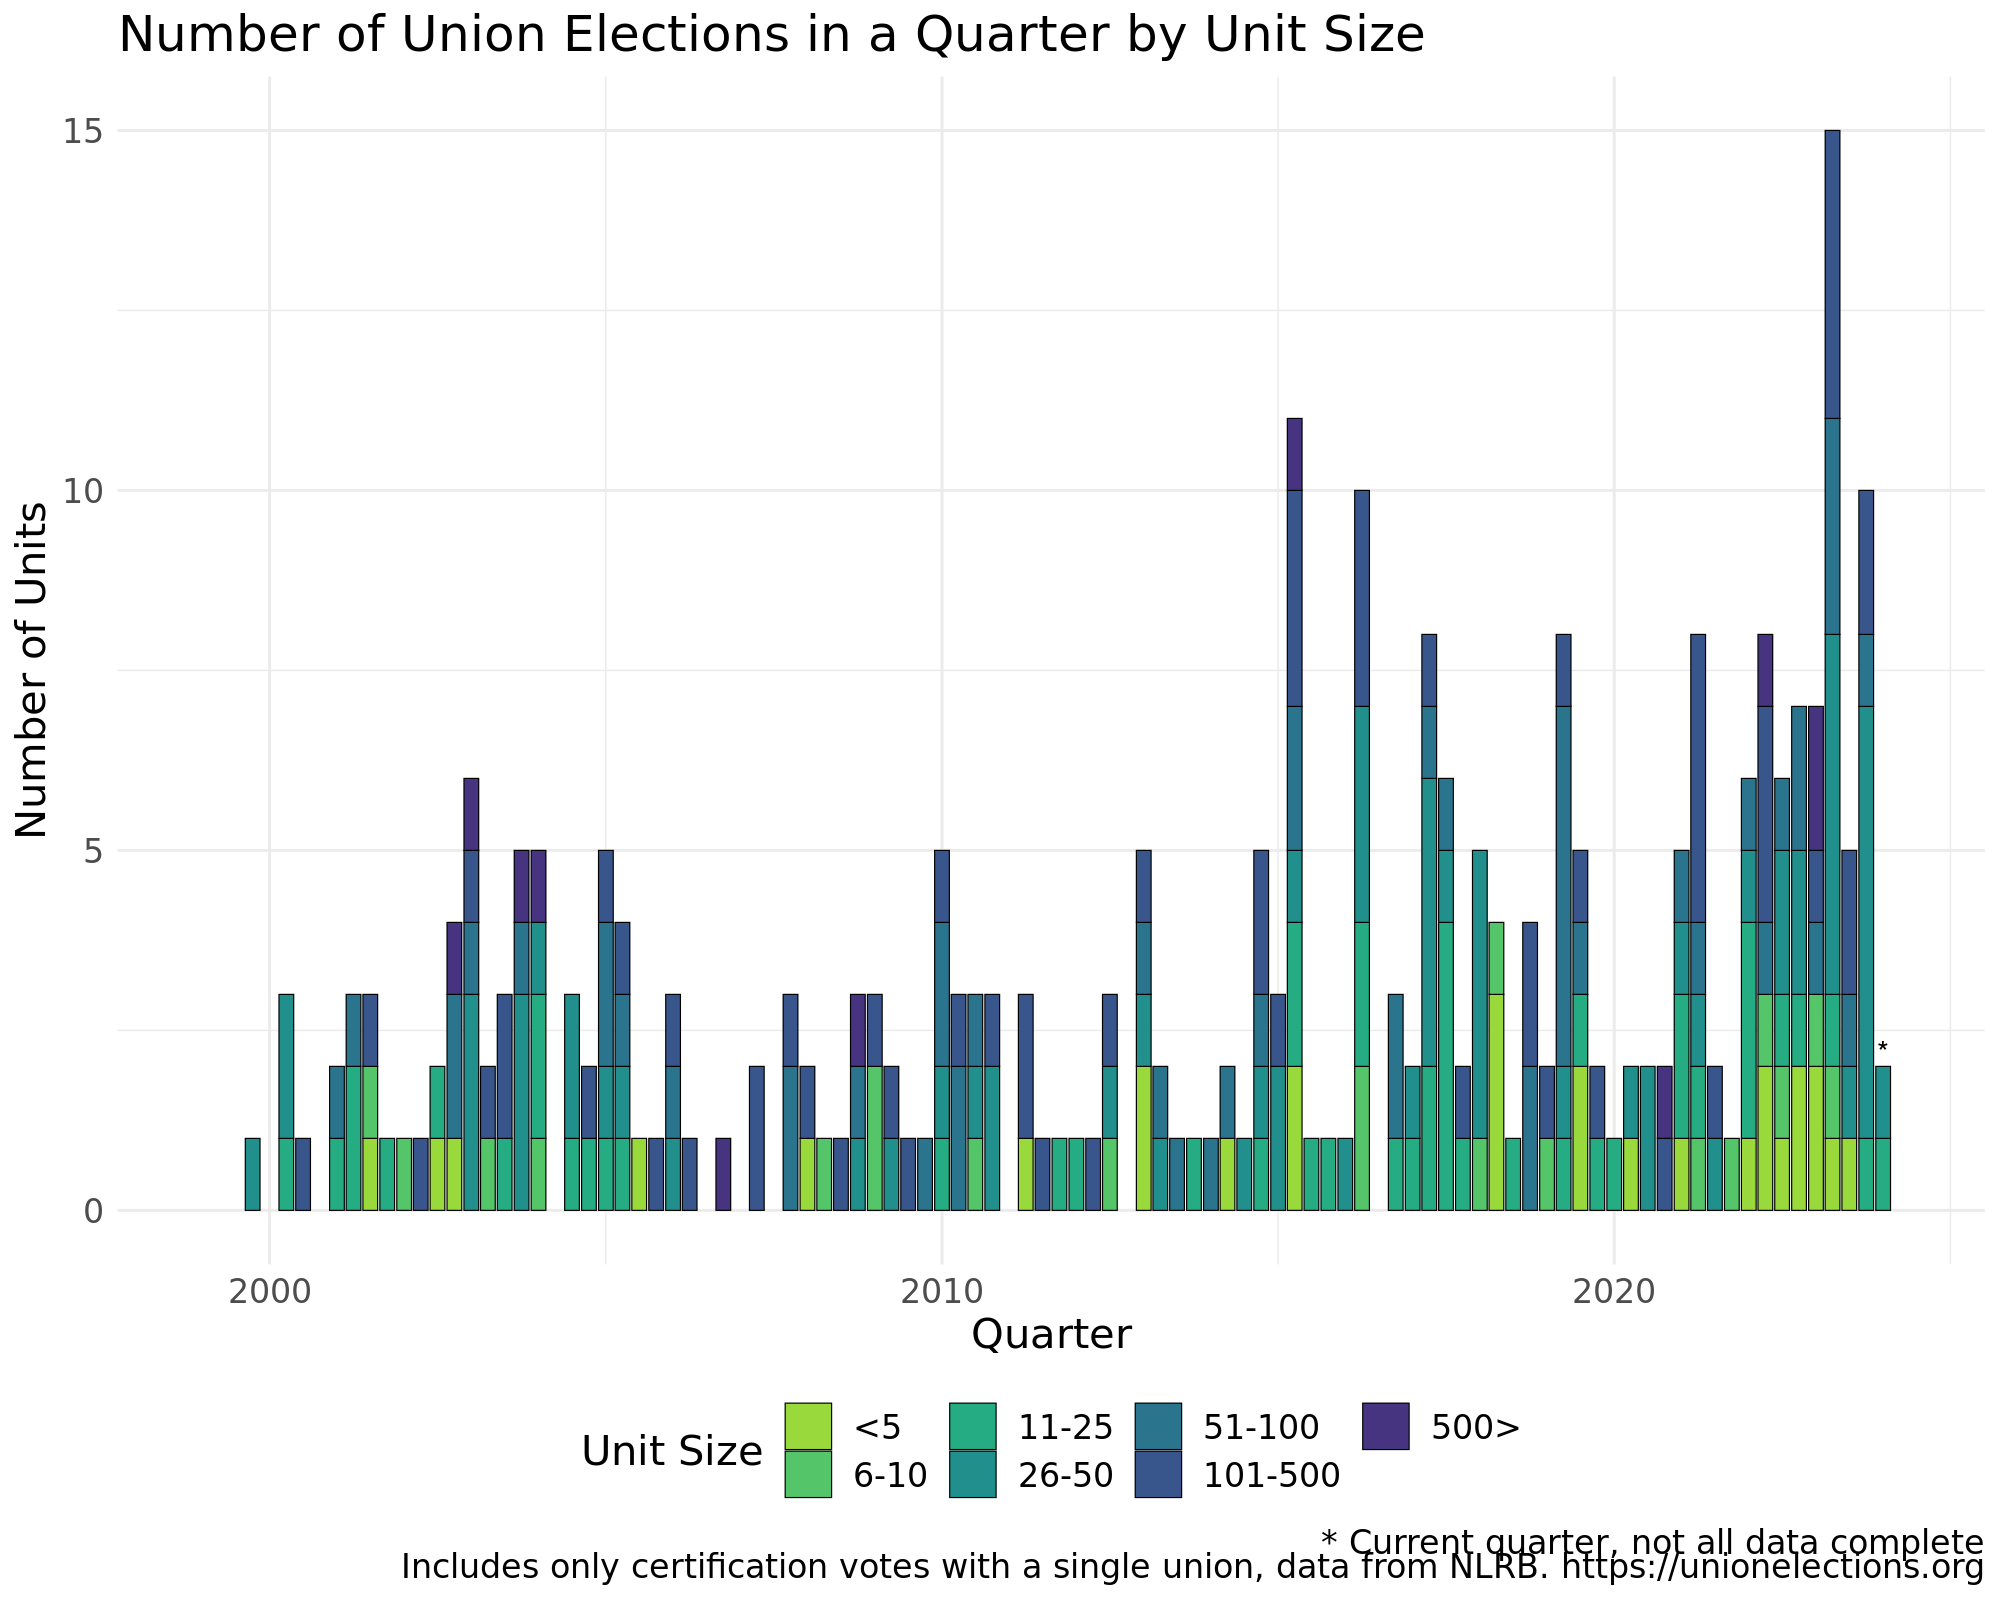 Number of Union Elections in a Quarter by Unit Size
15
10
5
0
Number of Units
2000 2010 2020
*
Quarter
Unit Size
<5 11-25 51-100 500>
6-10 26-50 101-500
* Current quarter, not all data complete
Includes only certification votes with a single union, data from NLRB. https://unionelections.org